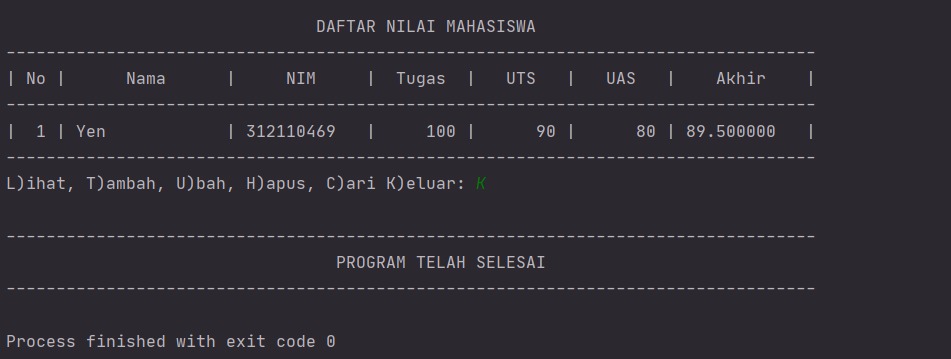 DAFTAR NILAI MAHASISWA
---------------------------------------------------------------------------------
| No |      Nama      |     NIM     |  Tugas  |   UTS   |   UAS   |    Akhir    |
---------------------------------------------------------------------------------
|  1 | Yen            | 312110469   |     100 |      90 |      80 | 89.500000   |
---------------------------------------------------------------------------------
L)ihat, T)ambah, U)bah, H)apus, C)ari K)eluar: K
---------------------------------------------------------------------------------
PROGRAM TELAH SELESAI
---------------------------------------------------------------------------------
Process finished with exit code 0